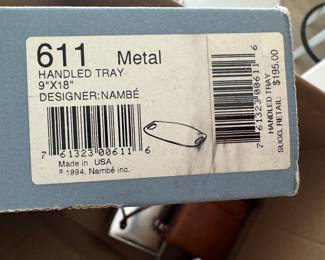 611 Metal
HANDLED TRAY
9"X18"
DESIGNER:NAMBÉ
7 61323 00611 6
Made in USA
© 1994, Nambé inc.
7 61323 00611 6
HANDLED TRAY
SUGG. RETAIL: $195.00